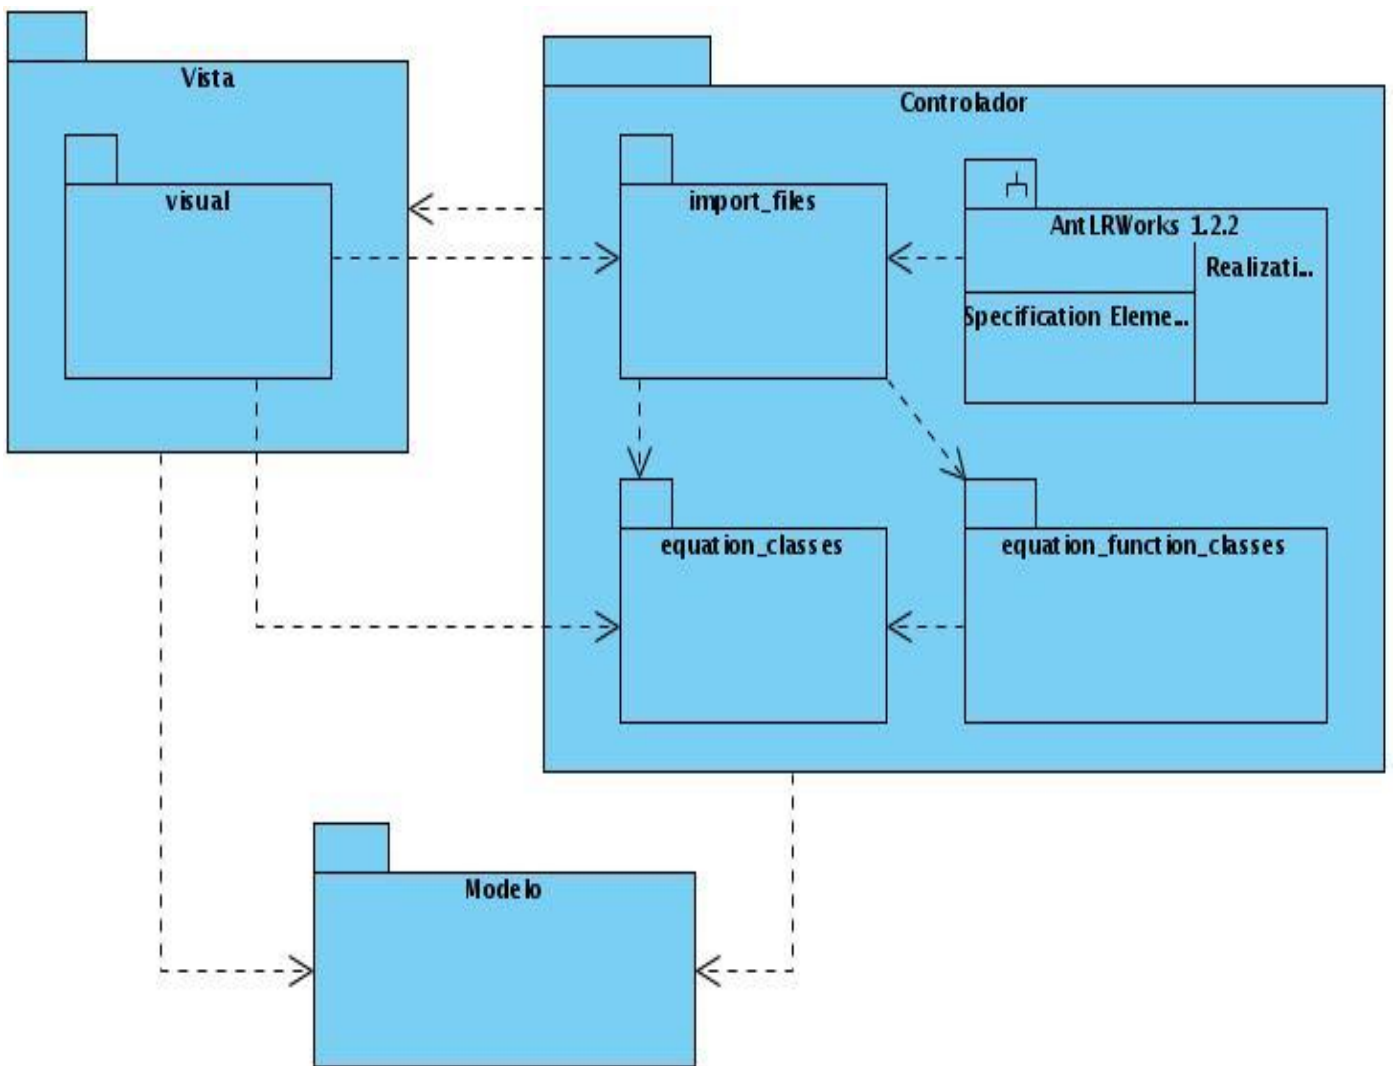 Vista
Controlador
visual
import_files
AntLRWorks 1.2.2
Realizati...
Specification Eleme...
equation_classes
equation_function_classes
Modelo